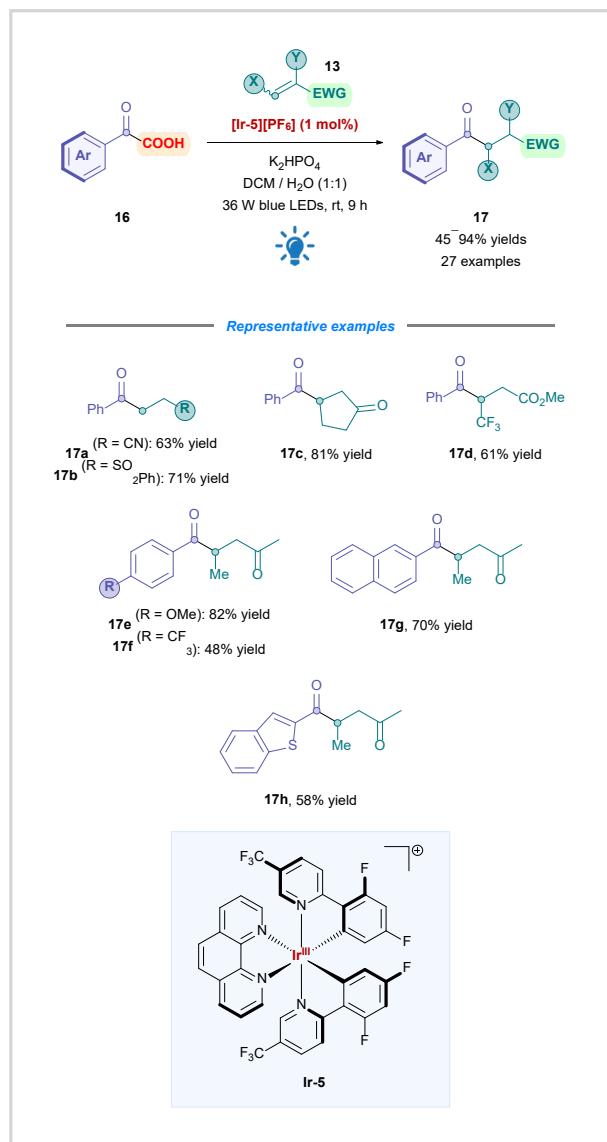 Y 13
X
EWG
[Ir-5][PF6] (1 mol%)
O
COOH
Ar
K2HPO4
DCM / H2O (1:1)
36 W blue LEDs, rt, 9 h
16
O Y
Ar EWG
X
17
45–94% yields
27 examples
Representative examples
O
Ph R
17a (R = CN): 63% yield
17b (R = SO2Ph): 71% yield
O
Ph O
17c, 81% yield
O
Ph CO2Me
CF3
17d, 61% yield
O
R Me O
17e (R = OMe): 82% yield
17f (R = CF3): 48% yield
O
Me O
17g, 70% yield
O
S Me O
17h, 58% yield
F3C F
N F
N IrIII
N F
N
F3C F
+
Ir-5